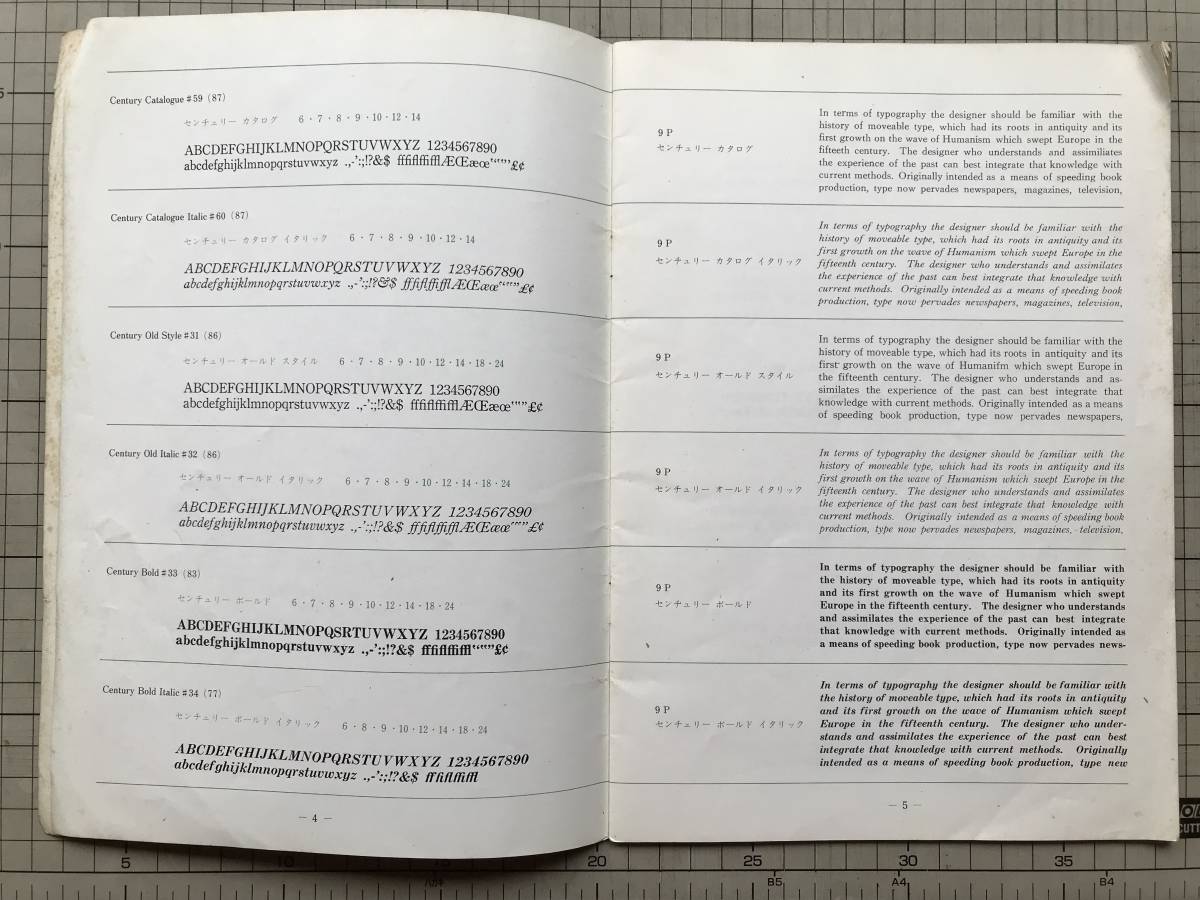 Century Catalogue #59 (87)
センチュリー カタログ 6・7・8・9・10・12・14
ABCDEFGHIJKLMNOPQRSTUVWXYZ 1234567890
abcdefghijklmnopqrstuvwxyz .,-':;!?&$ fffiflffifflÆŒæœ‘“”£¢
Century Catalogue Italic #60 (87)
センチュリー カタログ イタリック 6・7・8・9・10・12・14
ABCDEFGHIJKLMNOPQRSTUVWXYZ 1234567890
abcdefghijklmnopqrstuvwxyz .,-':;!?&$ fffiflffifflÆŒæœ‘“”£¢
Century Old Style #31 (86)
センチュリー オールド スタイル 6・7・8・9・10・12・14・18・24
ABCDEFGHIJKLMNOPQRSTUVWXYZ 1234567890
abcdefghijklmnopqrstuvwxyz .,-':;!?&$ fffiflffifflÆŒæœ‘“”£¢
Century Old Italic #32 (86)
センチュリー オールド イタリック 6・7・8・9・10・12・14・18・24
ABCDEFGHIJKLMNOPQRSTUVWXYZ 1234567890
abcdefghijklmnopqrstuvwxyz .,-':;!?&$ fffiflffifflÆŒæœ‘“”£¢
Century Bold #33 (83)
センチュリー ボールド 6・7・8・9・10・12・14・18・24
ABCDEFGHIJKLMNOPQSRTUVWXYZ 1234567890
abcdefghijklmnopqrstuvwxyz .,-':;!?&$ fffiflffiffl‘“”£¢
Century Bold Italic #34 (77)
センチュリー ボールド イタリック 6・8・9・10・12・14・18・24
ABCDEFGHIJKLMNOPQRSTUVWXYZ 1234567890
abcdefghijklmnopqrstuvwxyz .,-':;!?&$ fffiflffiffl
— 4 —
9 P
センチュリー カタログ
In terms of typography the designer should be familiar with the
history of moveable type, which had its roots in antiquity and its
first growth on the wave of Humanism which swept Europe in the
fifteeth century. The designer who understands and assimiliates
the experience of the past can best integrate that knowledge with
current methods. Originally intended as a means of speeding book
production, type now pervades newspapers, magazines, television,
9 P
センチュリー カタログ イタリック
In terms of typography the designer should be familiar with the
history of moveable type, which had its roots in antiquity and its
first growth on the wave of Humanism which swept Europe in the
fifteenth century. The designer who understands and assimilates
the experience of the past can best integrate that knowledge with
current methods. Originally intended as a means of speeding book
production, type now pervades newspapers, magazines, television,
9 P
センチュリー オールド スタイル
In terms of typography the designer should be familiar with the
history of moveable type, which had its roots in antiquity and its
first growth on the wave of Humanifm which swept Europe in
the fifteenth century. The designer who understands and as-
similates the experience of the past can best integrate that
knowledge with current methods. Originally intended as a means
of speeding book production, type now pervades newspapers,
9 P
センチュリー オールド イタリック
In terms of typography the designer should be familiar with the
history of moveable type, which had its roots in antiquity and its
first growth on the wave of Humanism which swept Europe in the
fifteenth century. The designer who understands and assimilates
the experience of the past can best integrate that knowledge with
current methods. Originally intended as a means of speeding book
production, type now pervades newspapers, magazines, television,
9 P
センチュリー ボールド
In terms of typography the designer should be familiar with
the history of moveable type, which had its roots in antiquity
and its first growth on the wave of Humanism which swept
Europe in the fifteenth century. The designer who understands
and assimilates the experience of the past can best integrate
that knowledge with current methods. Originally intended as
a means of speeding book production, type now pervades news-
9 P
センチュリー ボールド イタリック
In terms of typography the designer should be familiar with
the history of moveable type, which had its roots in antiquity
and its first growth on the wave of Humanism which swept
Europe in the fifteenth century. The designer who under-
stands and assimilates the experience of the past can best
integrate that knowledge with current methods. Originally
intended as a means of speeding book production, type new
— 5 —
5 10 15 20 25 30 35
B5 A4 B4